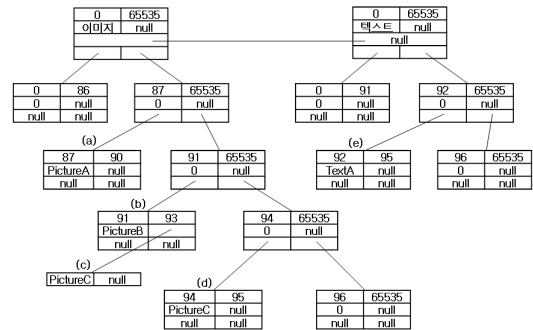 0 65535
이미지 null
0 65535
텍스트 null
null
0 86
0 null
null null
87 65535
0 null
0 91
0 null
null null
92 65535
0 null
(a)
87 90
PictureA null
null null
91 65535
0 null
(e)
92 95
TextA null
null null
96 65535
0 null
null null
(b)
91 93
PictureB
null null
94 65535
0 null
(c)
PictureC null
(d)
94 95
PictureC null
null null
96 65535
0 null
null null